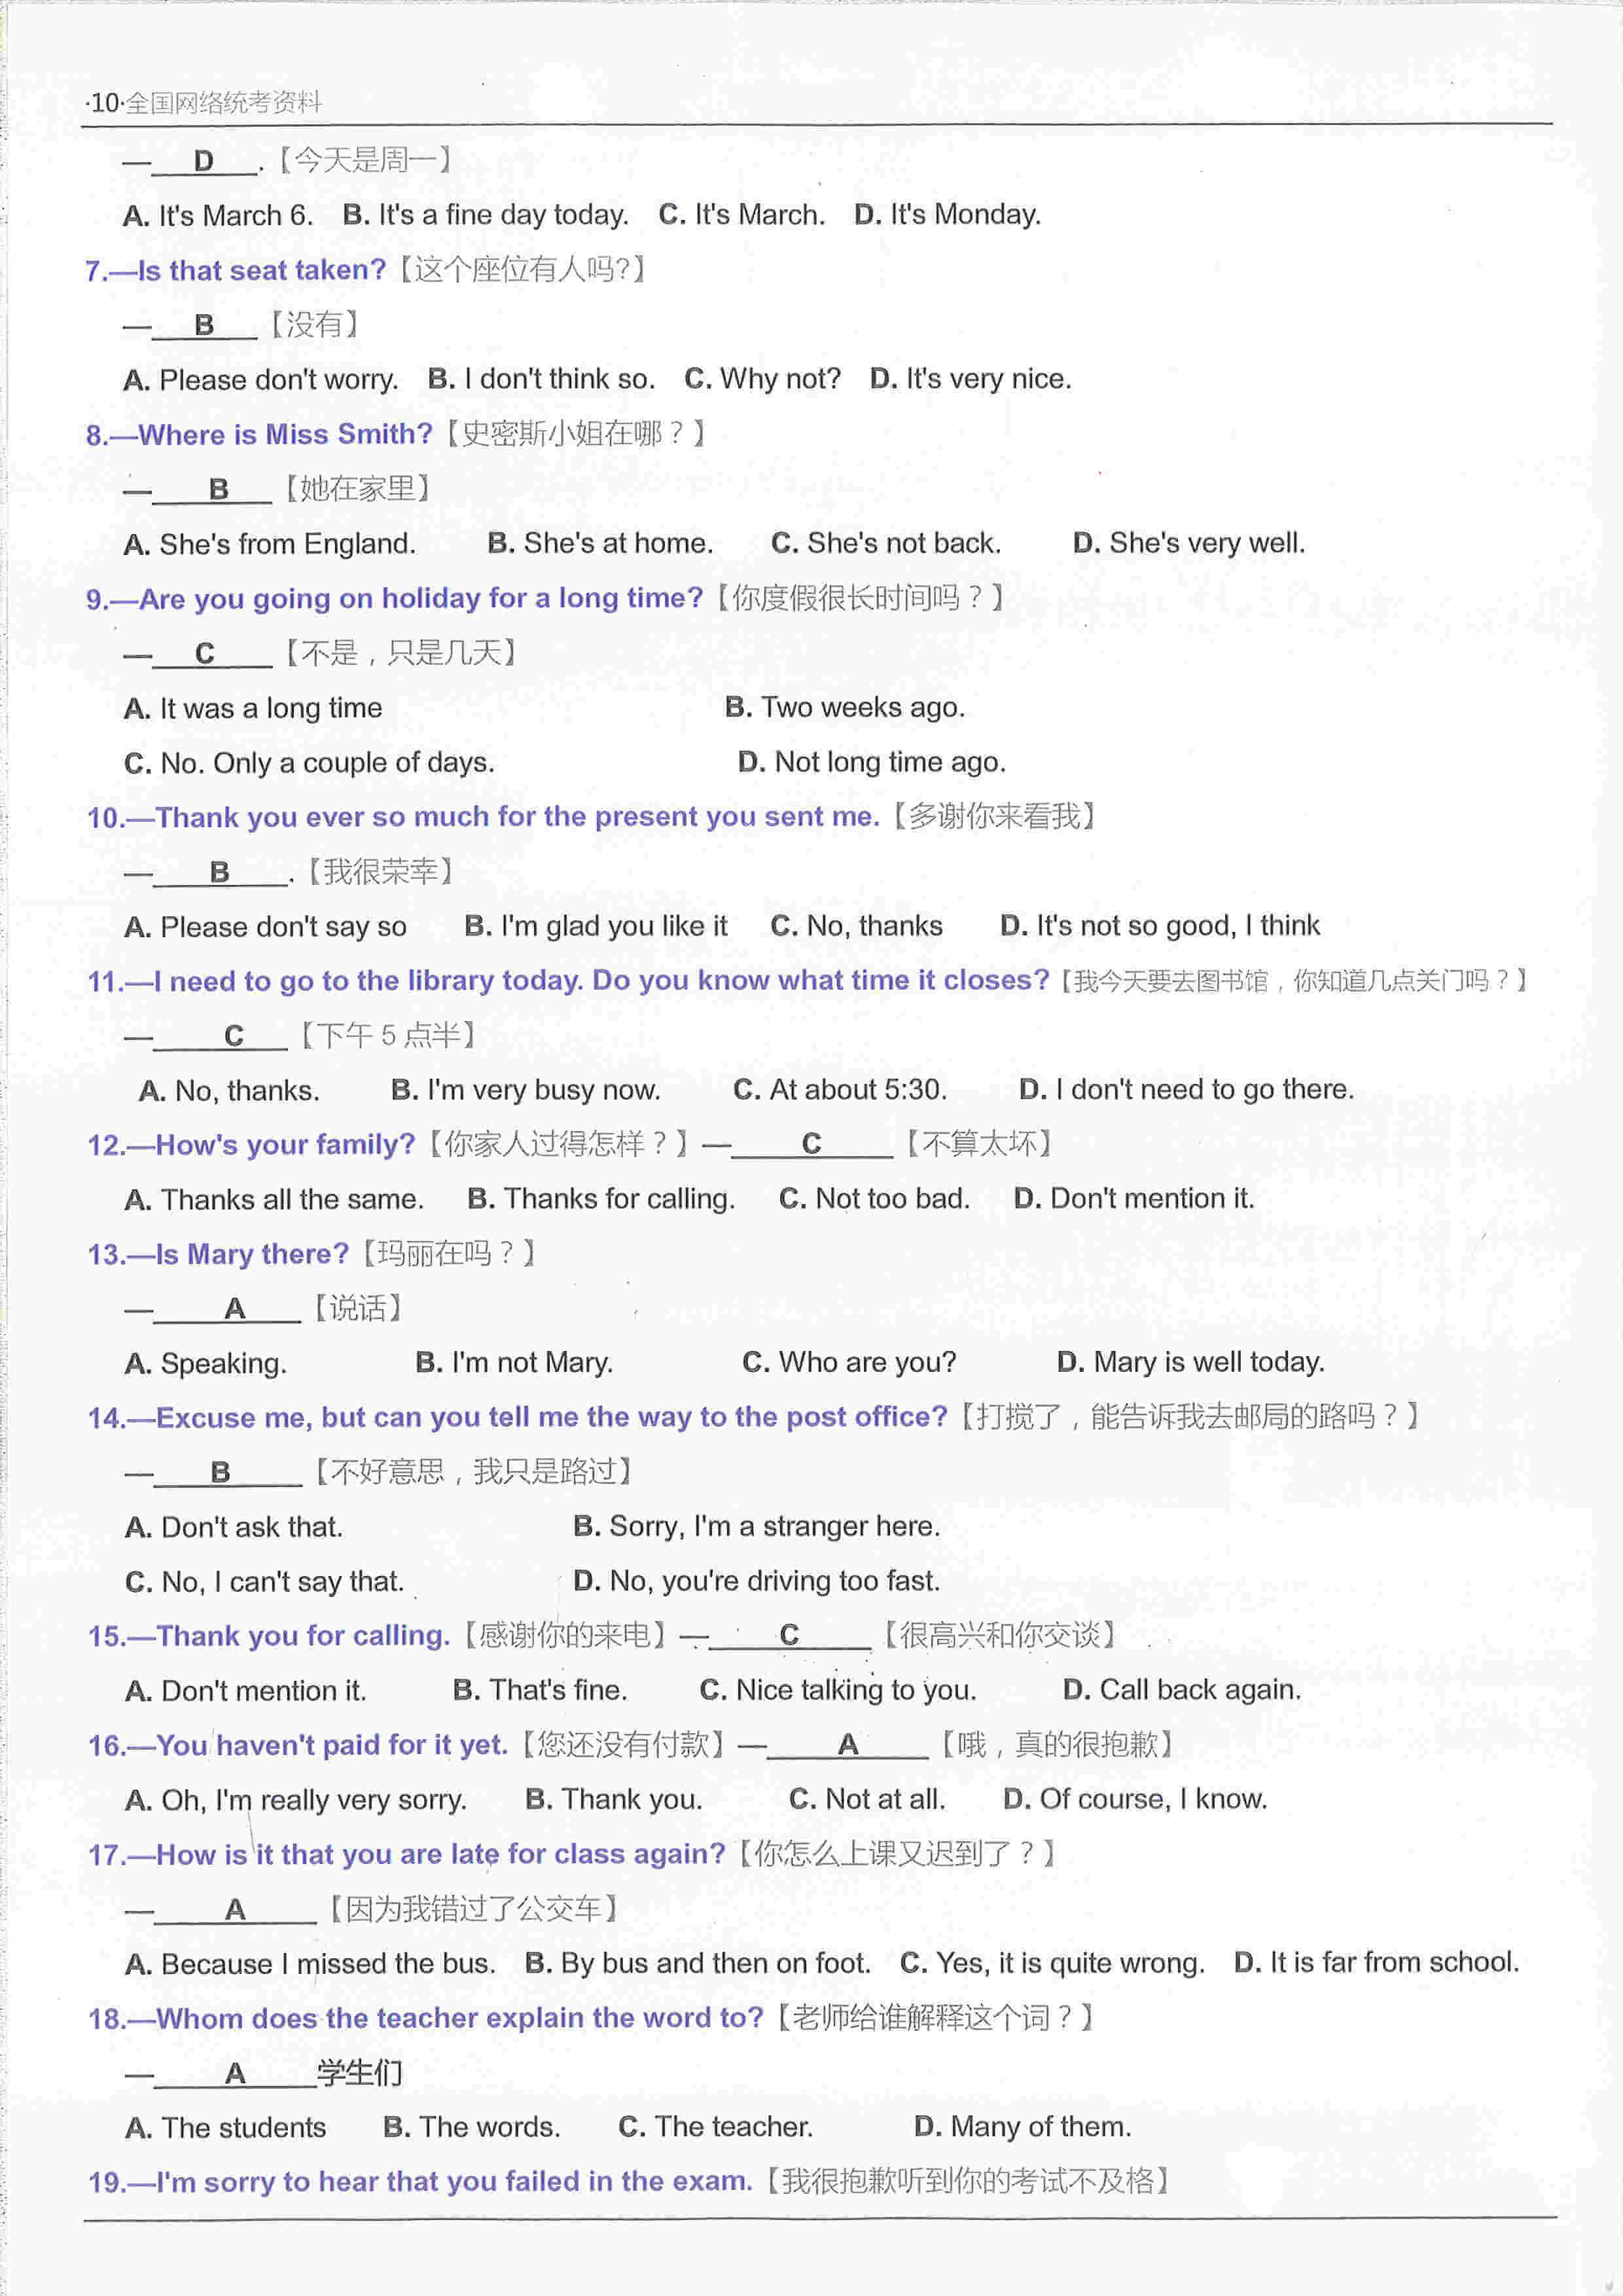 ·10·全国网络统考资料
—  D  .【今天是周一】
A. It's March 6. B. It's a fine day today. C. It's March. D. It's Monday.
7.—Is that seat taken?【这个座位有人吗?】
—  B  【没有】
A. Please don't worry. B. I don't think so. C. Why not? D. It's very nice.
8.—Where is Miss Smith?【史密斯小姐在哪？】
—  B  【她在家里】
A. She's from England. B. She's at home. C. She's not back. D. She's very well.
9.—Are you going on holiday for a long time?【你度假很长时间吗？】
—  C  【不是，只是几天】
A. It was a long time B. Two weeks ago.
C. No. Only a couple of days. D. Not long time ago.
10.—Thank you ever so much for the present you sent me.【多谢你来看我】
—  B  .【我很荣幸】
A. Please don't say so B. I'm glad you like it C. No, thanks D. It's not so good, I think
11.—I need to go to the library today. Do you know what time it closes?【我今天要去图书馆，你知道几点关门吗？】
—  C  【下午 5 点半】
A. No, thanks. B. I'm very busy now. C. At about 5:30. D. I don't need to go there.
12.—How's your family?【你家人过得怎样？】—  C  【不算太坏】
A. Thanks all the same. B. Thanks for calling. C. Not too bad. D. Don't mention it.
13.—Is Mary there?【玛丽在吗？】
—  A  【说话】
A. Speaking. B. I'm not Mary. C. Who are you? D. Mary is well today.
14.—Excuse me, but can you tell me the way to the post office?【打搅了，能告诉我去邮局的路吗？】
—  B  【不好意思，我只是路过】
A. Don't ask that. B. Sorry, I'm a stranger here.
C. No, I can't say that. D. No, you're driving too fast.
15.—Thank you for calling.【感谢你的来电】—  C  【很高兴和你交谈】
A. Don't mention it. B. That's fine. C. Nice talking to you. D. Call back again.
16.—You haven't paid for it yet.【您还没有付款】—  A  【哦，真的很抱歉】
A. Oh, I'm really very sorry. B. Thank you. C. Not at all. D. Of course, I know.
17.—How is it that you are late for class again?【你怎么上课又迟到了？】
—  A  【因为我错过了公交车】
A. Because I missed the bus. B. By bus and then on foot. C. Yes, it is quite wrong. D. It is far from school.
18.—Whom does the teacher explain the word to?【老师给谁解释这个词？】
—  A  学生们
A. The students B. The words. C. The teacher. D. Many of them.
19.—I'm sorry to hear that you failed in the exam.【我很抱歉听到你的考试不及格】